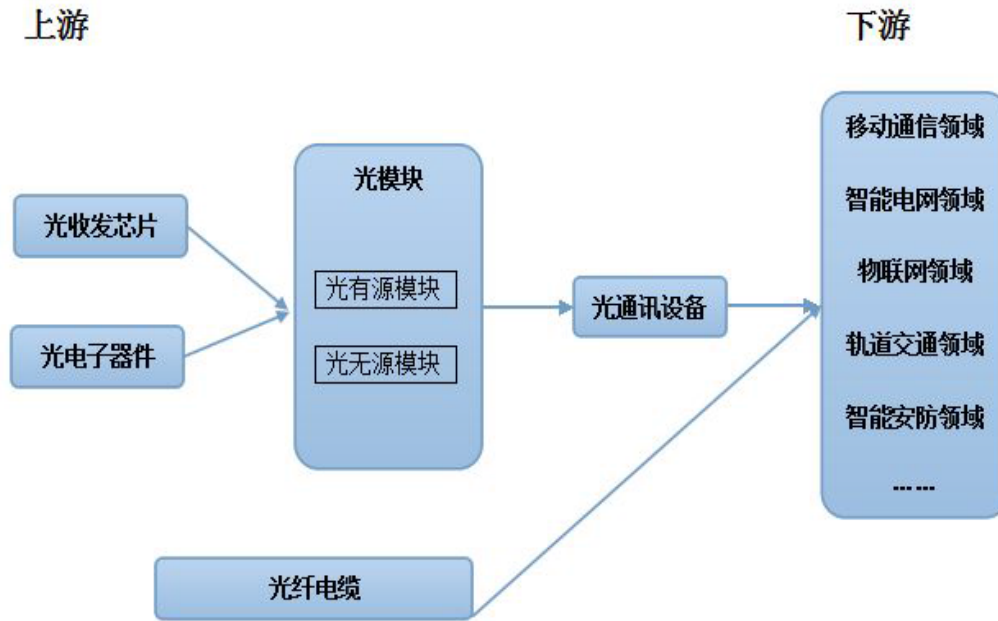 上游
下游
光收发芯片
光电子器件
光模块
光有源模块
光无源模块
光通讯设备
移动通信领域
智能电网领域
物联网领域
轨道交通领域
智能安防领域
……
光纤电缆